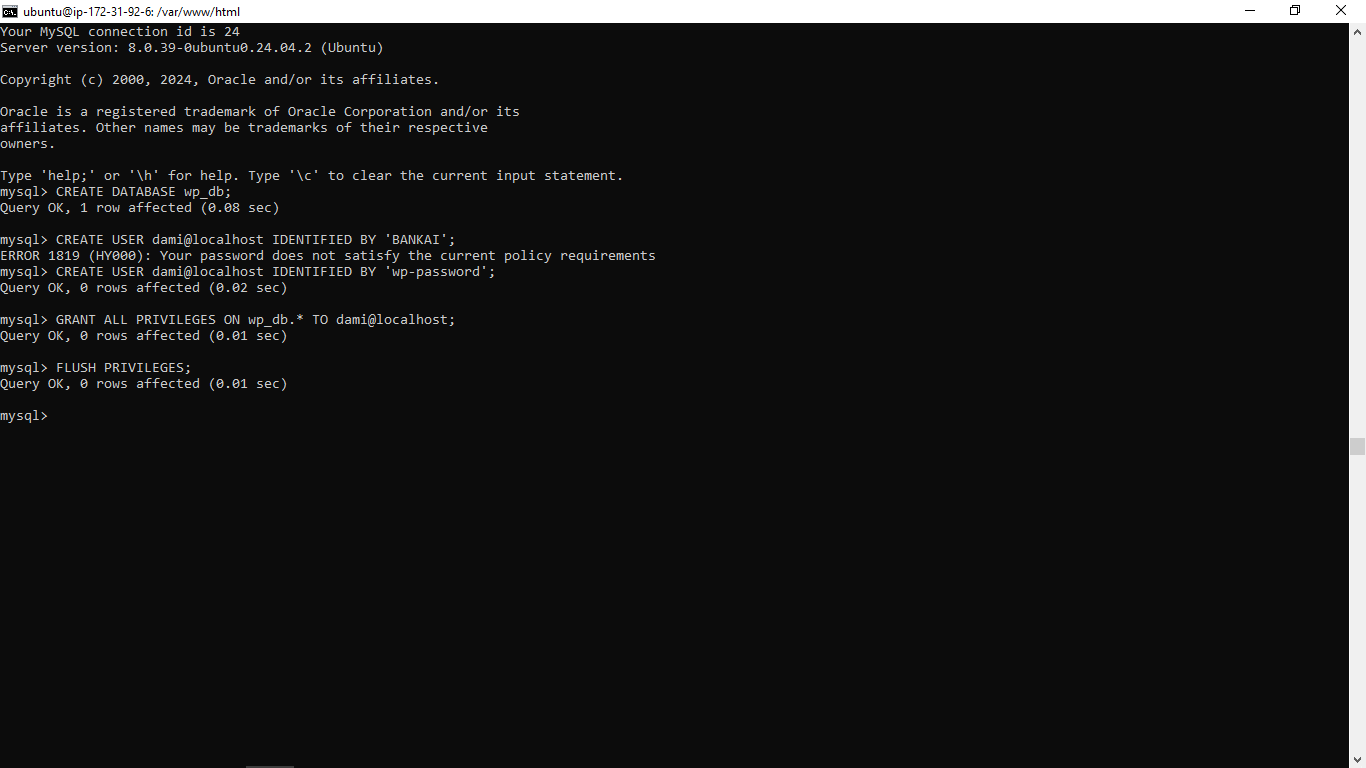 ubuntu@ip-172-31-92-6: /var/www/html
Your MySQL connection id is 24
Server version: 8.0.39-0ubuntu0.24.04.2 (Ubuntu)
Copyright (c) 2000, 2024, Oracle and/or its affiliates.
Oracle is a registered trademark of Oracle Corporation and/or its
affiliates. Other names may be trademarks of their respective
owners.
Type 'help;' or '\h' for help. Type '\c' to clear the current input statement.
mysql> CREATE DATABASE wp_db;
Query OK, 1 row affected (0.08 sec)
mysql> CREATE USER dami@localhost IDENTIFIED BY 'BANKAI';
ERROR 1819 (HY000): Your password does not satisfy the current policy requirements
mysql> CREATE USER dami@localhost IDENTIFIED BY 'wp-password';
Query OK, 0 rows affected (0.02 sec)
mysql> GRANT ALL PRIVILEGES ON wp_db.* TO dami@localhost;
Query OK, 0 rows affected (0.01 sec)
mysql> FLUSH PRIVILEGES;
Query OK, 0 rows affected (0.01 sec)
mysql>